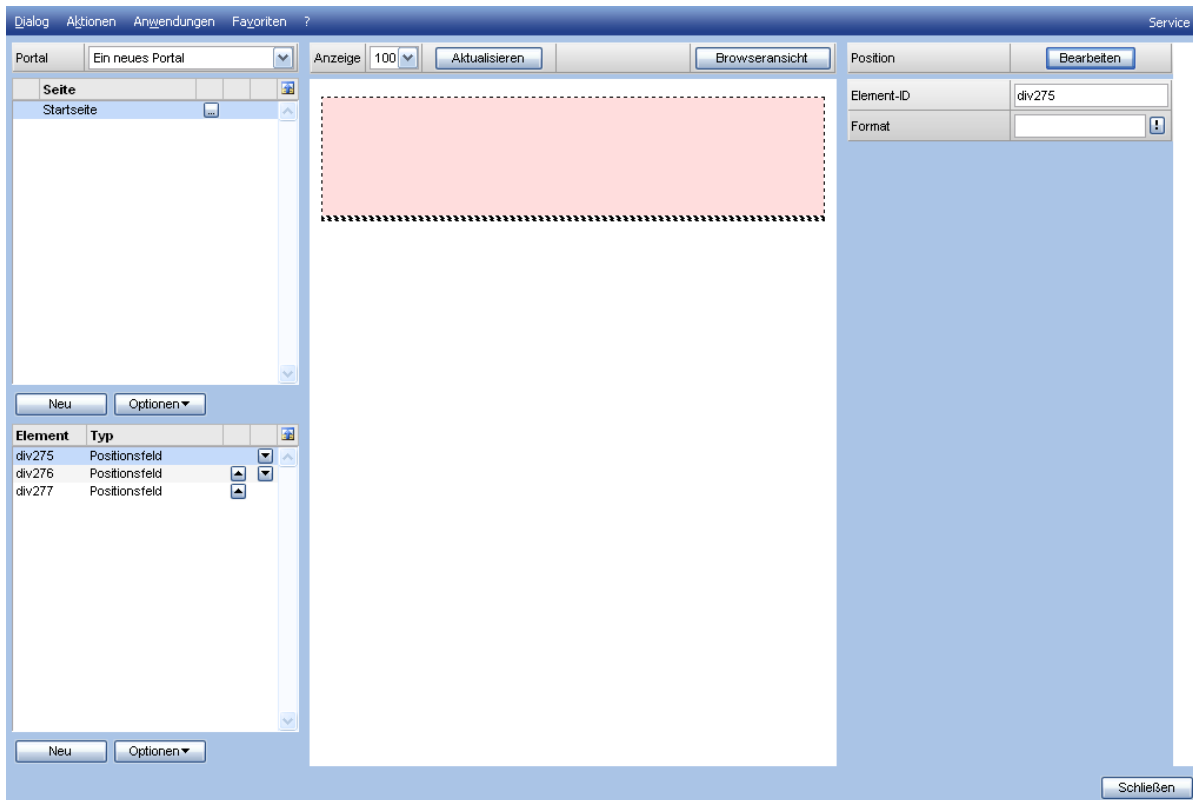 Dialog Aktionen Anwendungen Favoriten ? Service
Portal Ein neues Portal Anzeige 100 Aktualisieren Browseransicht Position Bearbeiten
Seite
Startseite ...
Element-ID div275
Format !
Neu Optionen
Element Typ
div275 Positionsfeld
div276 Positionsfeld
div277 Positionsfeld
Neu Optionen
Schließen